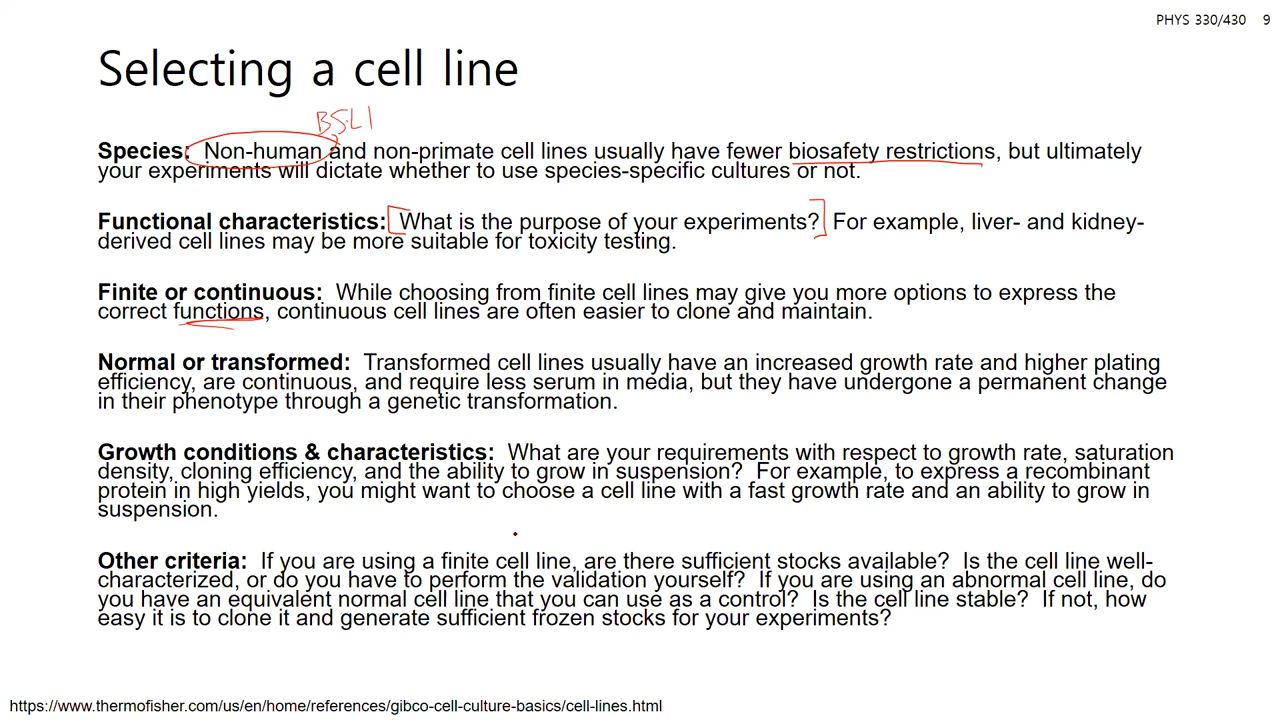 PHYS 330/430 9
Selecting a cell line
BSL1
Species: Non-human and non-primate cell lines usually have fewer biosafety restrictions, but ultimately
your experiments will dictate whether to use species-specific cultures or not.
Functional characteristics: What is the purpose of your experiments? For example, liver- and kidney-
derived cell lines may be more suitable for toxicity testing.
Finite or continuous: While choosing from finite cell lines may give you more options to express the
correct functions, continuous cell lines are often easier to clone and maintain.
Normal or transformed: Transformed cell lines usually have an increased growth rate and higher plating
efficiency, are continuous, and require less serum in media, but they have undergone a permanent change
in their phenotype through a genetic transformation.
Growth conditions & characteristics: What are your requirements with respect to growth rate, saturation
density, cloning efficiency, and the ability to grow in suspension? For example, to express a recombinant
protein in high yields, you might want to choose a cell line with a fast growth rate and an ability to grow in
suspension.
Other criteria: If you are using a finite cell line, are there sufficient stocks available? Is the cell line well-
characterized, or do you have to perform the validation yourself? If you are using an abnormal cell line, do
you have an equivalent normal cell line that you can use as a control? Is the cell line stable? If not, how
easy it is to clone it and generate sufficient frozen stocks for your experiments?
https://www.thermofisher.com/us/en/home/references/gibco-cell-culture-basics/cell-lines.html